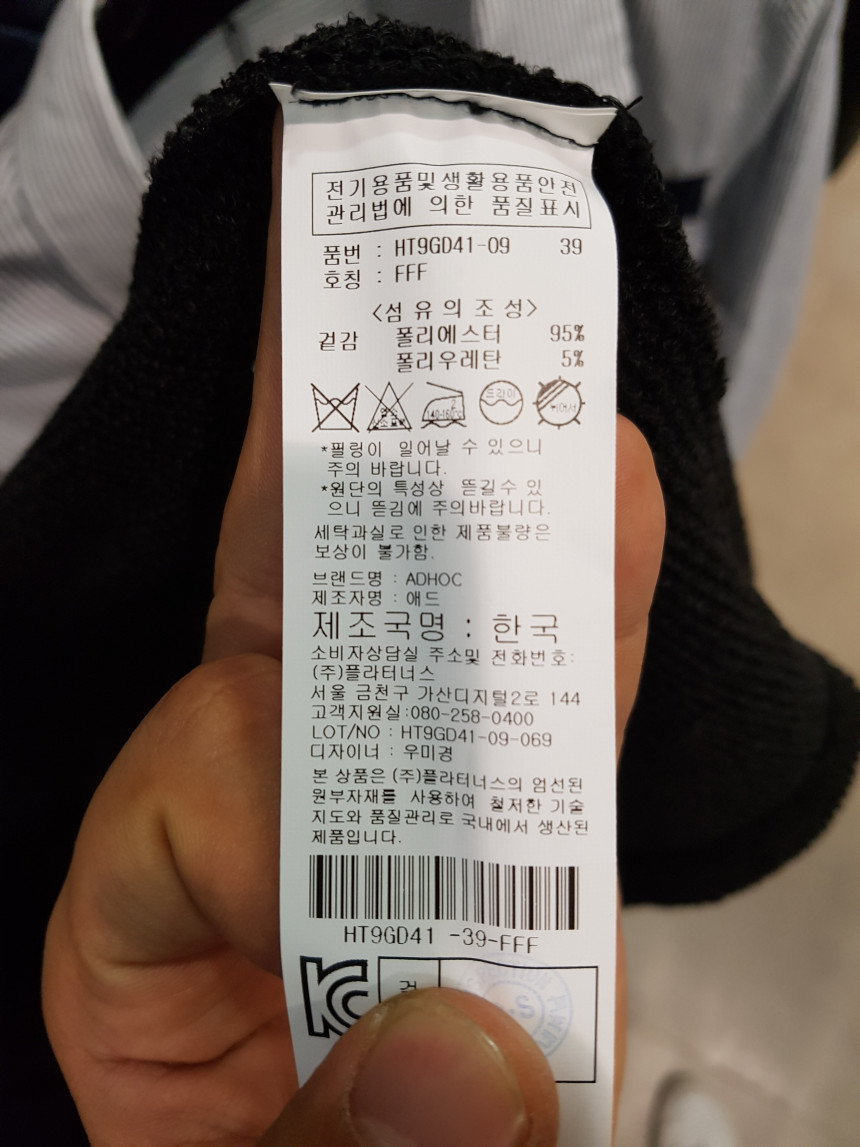 전기용품및생활용품안전
관리법에 의한 품질표시
품번 : HT9GD41-09 39
호칭 : FFF
<섬 유 의 조 성>
겉감 폴리에스터 95%
폴리우레탄 5%
2
140-160℃
드라이
*필링이 일어날 수 있으니
주의 바랍니다.
*원단의 특성상 뜯길수 있
으니 뜯김에 주의바랍니다.
세탁과실로 인한 제품불량은
보상이 불가함.
브랜드명 : ADHOC
제조자명 : 애드
제조국명 : 한국
소비자상담실 주소및 전화번호:
(주)플라터너스
서울 금천구 가산디지털2로 144
고객지원실:080-258-0400
LOT/NO : HT9GD41-09-069
디자이너 : 우미경
본 상품은 (주)플라터너스의 엄선된
원부자재를 사용하여 철저한 기술
지도와 품질관리로 국내에서 생산된
제품입니다.
HT9GD41 -39-FFF
KC